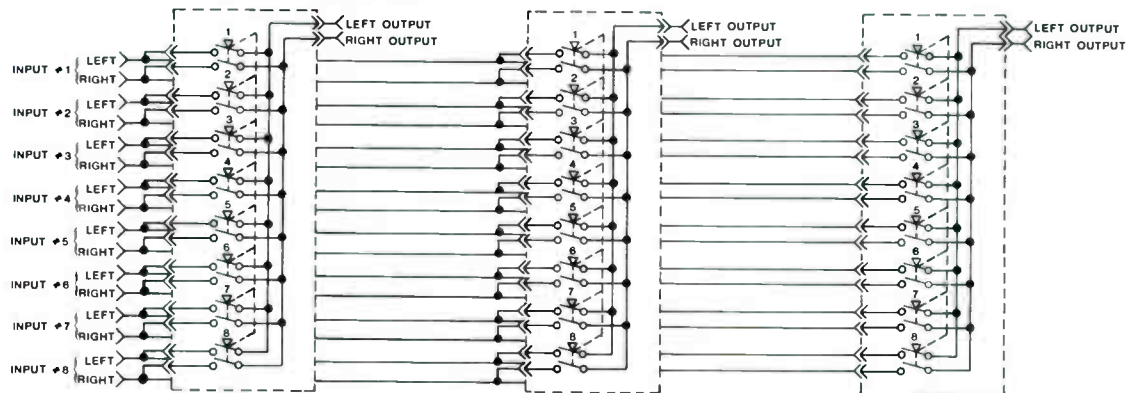 LEFT OUTPUT
RIGHT OUTPUT
LEFT OUTPUT
RIGHT OUTPUT
LEFT OUTPUT
RIGHT OUTPUT
INPUT #1 LEFT
RIGHT
INPUT #2 LEFT
RIGHT
INPUT #3 LEFT
RIGHT
INPUT #4 LEFT
RIGHT
INPUT #5 LEFT
RIGHT
INPUT #6 LEFT
RIGHT
INPUT #7 LEFT
RIGHT
INPUT #8 LEFT
RIGHT
1
2
3
4
5
6
7
8
1
2
3
4
5
6
7
8
1
2
3
4
5
6
7
8